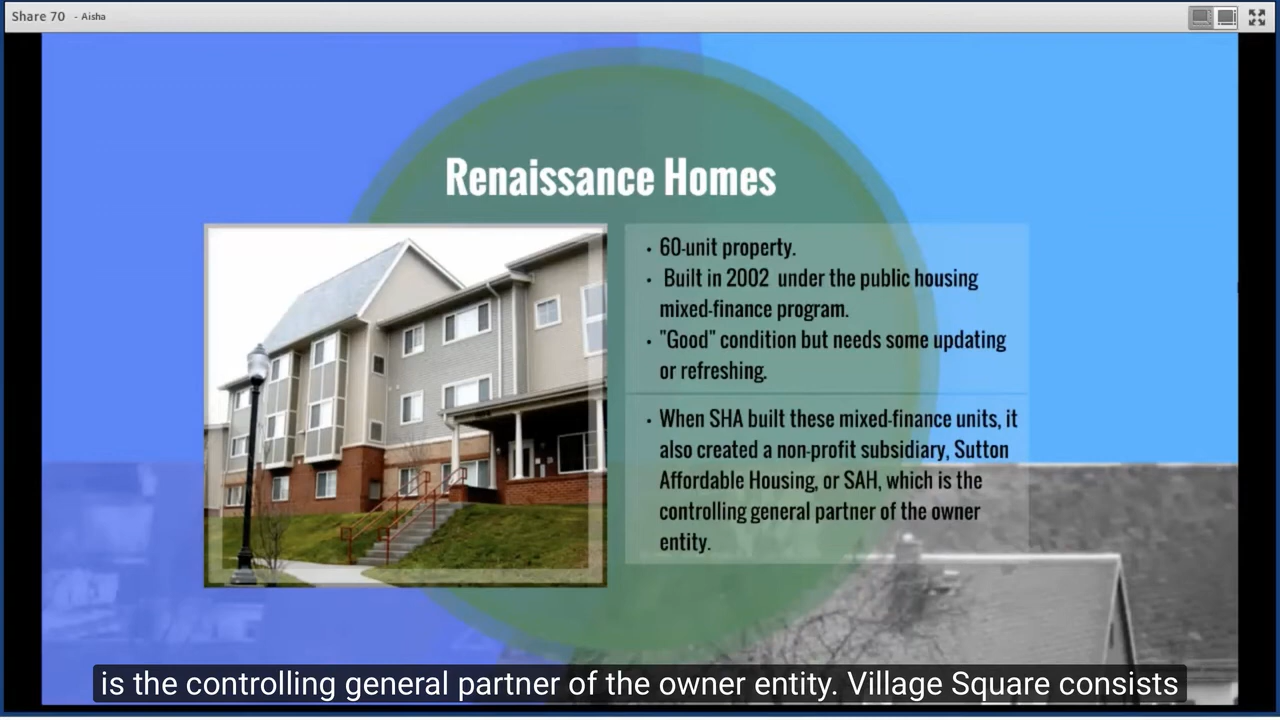 Share 70 - Aisha
Renaissance Homes
• 60-unit property.
• Built in 2002 under the public housing
mixed-finance program.
• "Good" condition but needs some updating
or refreshing.
• When SHA built these mixed-finance units, it
also created a non-profit subsidiary, Sutton
Affordable Housing, or SAH, which is the
controlling general partner of the owner
entity.
is the controlling general partner of the owner entity. Village Square consists